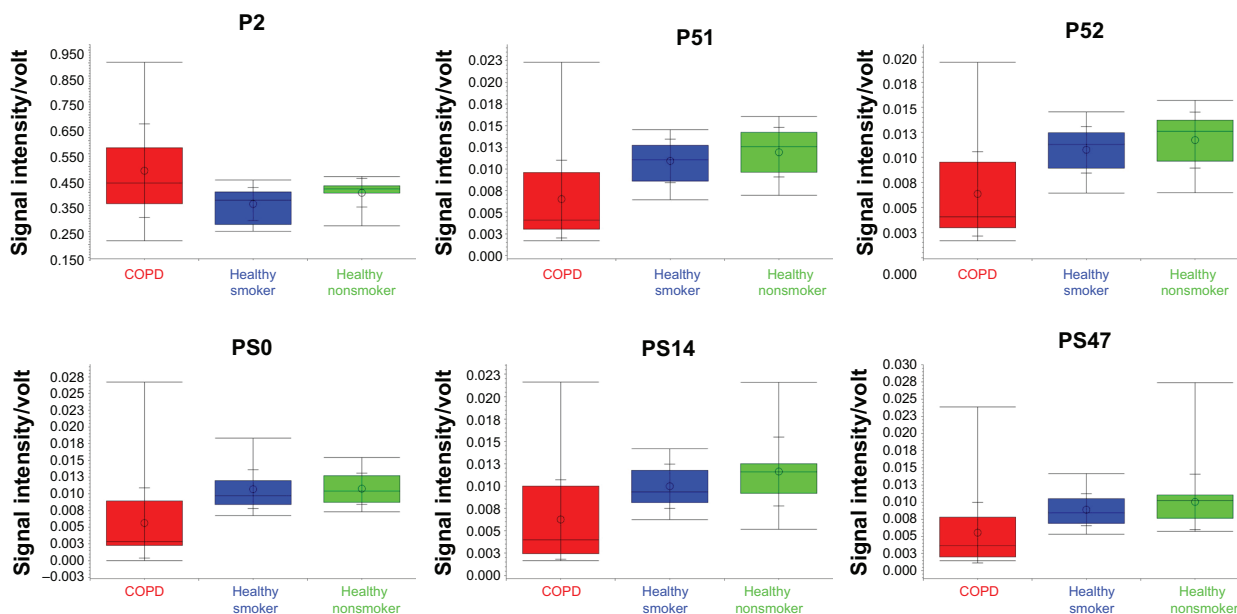 P2
Signal intensity/volt
0.950
0.850
0.750
0.650
0.550
0.450
0.350
0.250
0.150
COPD
Healthy
smoker
Healthy
nonsmoker
P51
Signal intensity/volt
0.023
0.020
0.018
0.015
0.013
0.010
0.008
0.005
0.003
0.000
COPD
Healthy
smoker
Healthy
nonsmoker
P52
Signal intensity/volt
0.020
0.018
0.015
0.013
0.010
0.008
0.005
0.003
0.000
COPD
Healthy
smoker
Healthy
nonsmoker
PS0
Signal intensity/volt
0.028
0.025
0.023
0.020
0.018
0.015
0.013
0.010
0.008
0.005
0.003
0.000
–0.003
COPD
Healthy
smoker
Healthy
nonsmoker
PS14
Signal intensity/volt
0.023
0.020
0.018
0.015
0.013
0.010
0.008
0.005
0.003
0.000
COPD
Healthy
smoker
Healthy
nonsmoker
PS47
Signal intensity/volt
0.030
0.028
0.025
0.023
0.020
0.018
0.015
0.013
0.010
0.008
0.005
0.003
0.000
COPD
Healthy
smoker
Healthy
nonsmoker